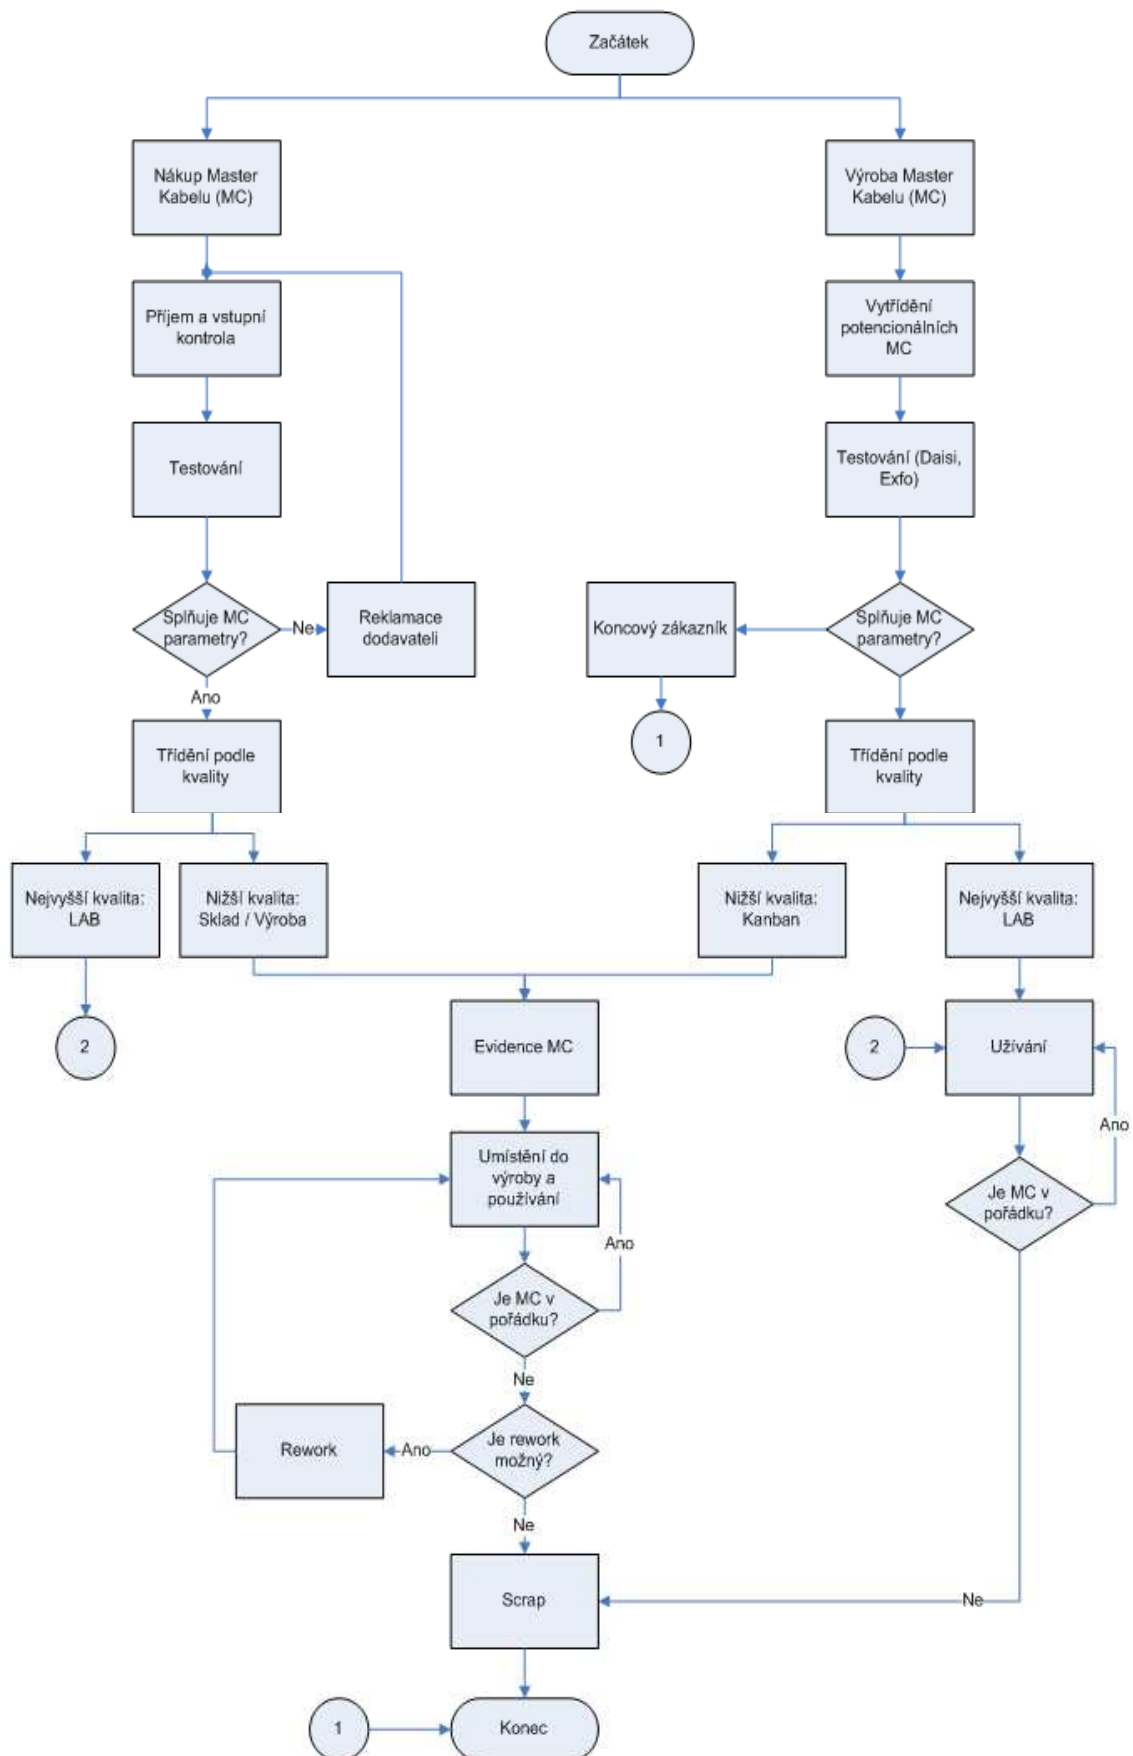 Začátek
Nákup Master
Kabelu (MC)
Výroba Master
Kabelu (MC)
Příjem a vstupní
kontrola
Vytřídění
potencionálních
MC
Testování
Testování (Daisi,
Exfo)
Splňuje MC
parametry?
Ne
Reklamace
dodavateli
Koncový zákazník
Splňuje MC
parametry?
Ano
1
Třídění podle
kvality
Třídění podle
kvality
Nejvyšší kvalita:
LAB
Nižší kvalita:
Sklad / Výroba
Nižší kvalita:
Kanban
Nejvyšší kvalita:
LAB
2
Evidence MC
2
Užívání
Ano
Umístění do
výroby a
používání
Je MC v
pořádku?
Ano
Je MC v
pořádku?
Ne
Rework
Ano
Je rework
možný?
Ne
Scrap
Ne
1
Konec